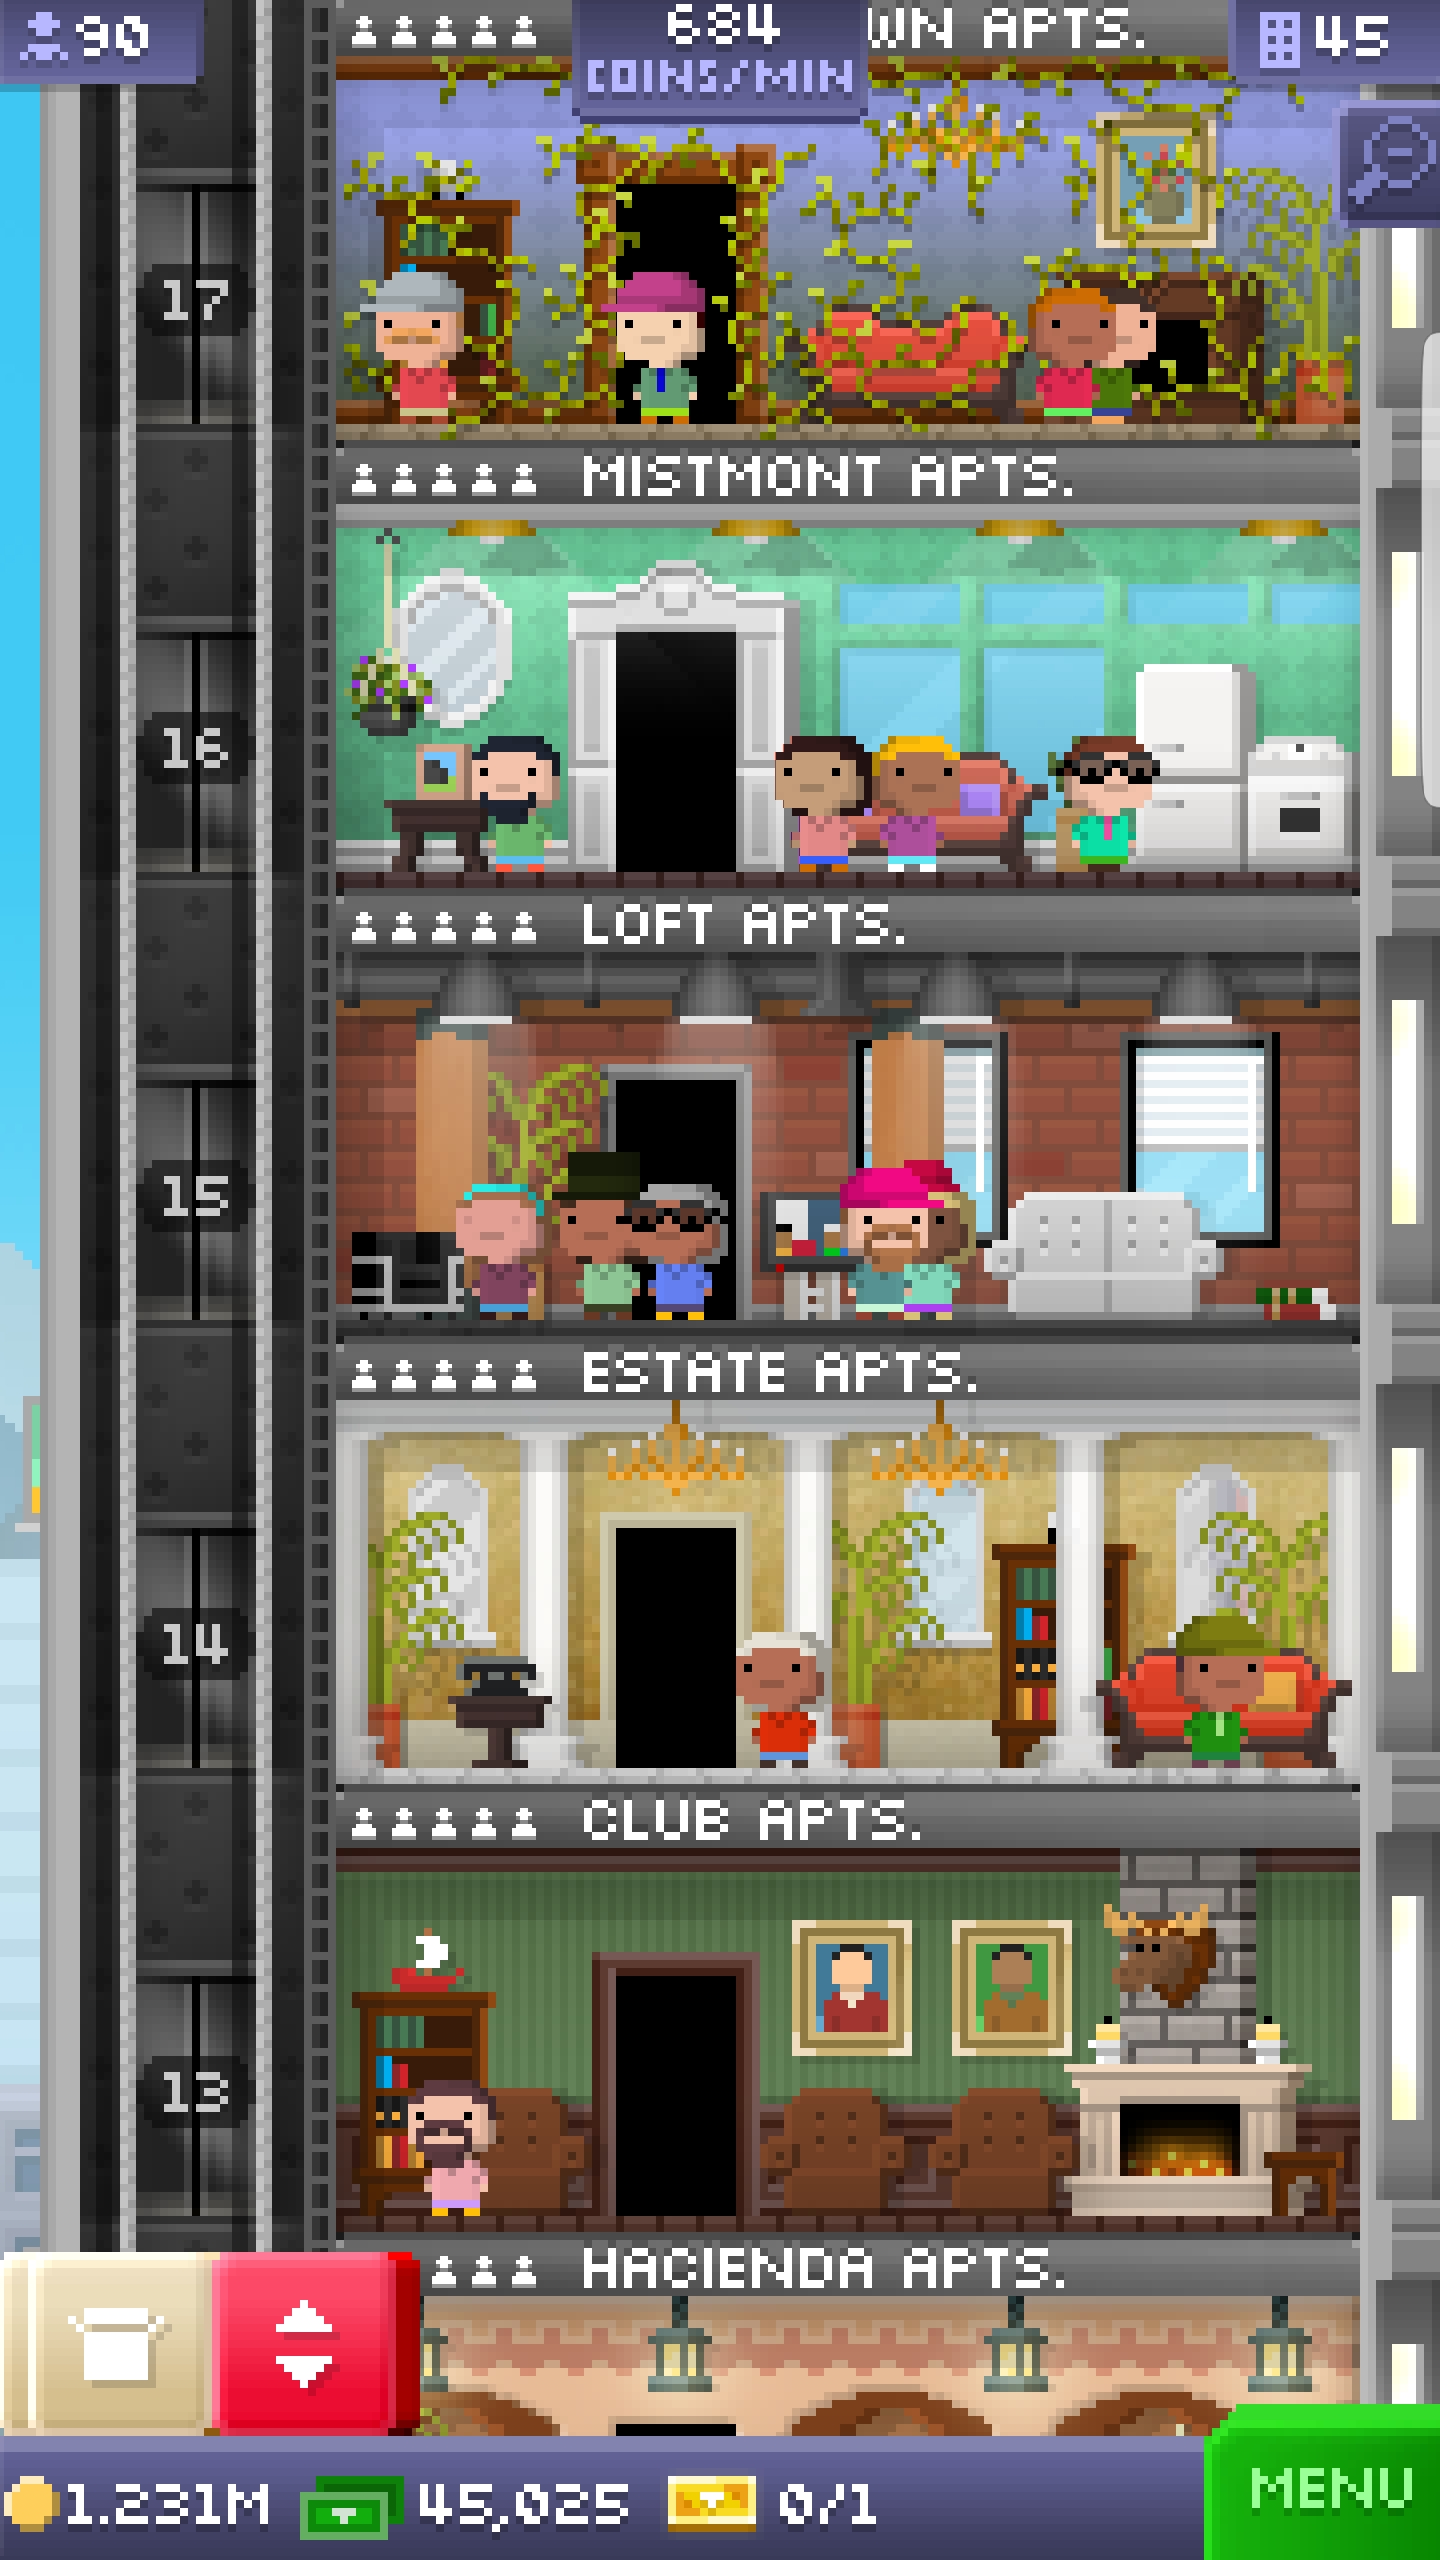 90
684
COINS/MIN
WN APTS.
45
17
MISTMONT APTS.
16
LOFT APTS.
15
ESTATE APTS.
14
CLUB APTS.
13
HACIENDA APTS.
1.231M
45,025
0/1
MENU